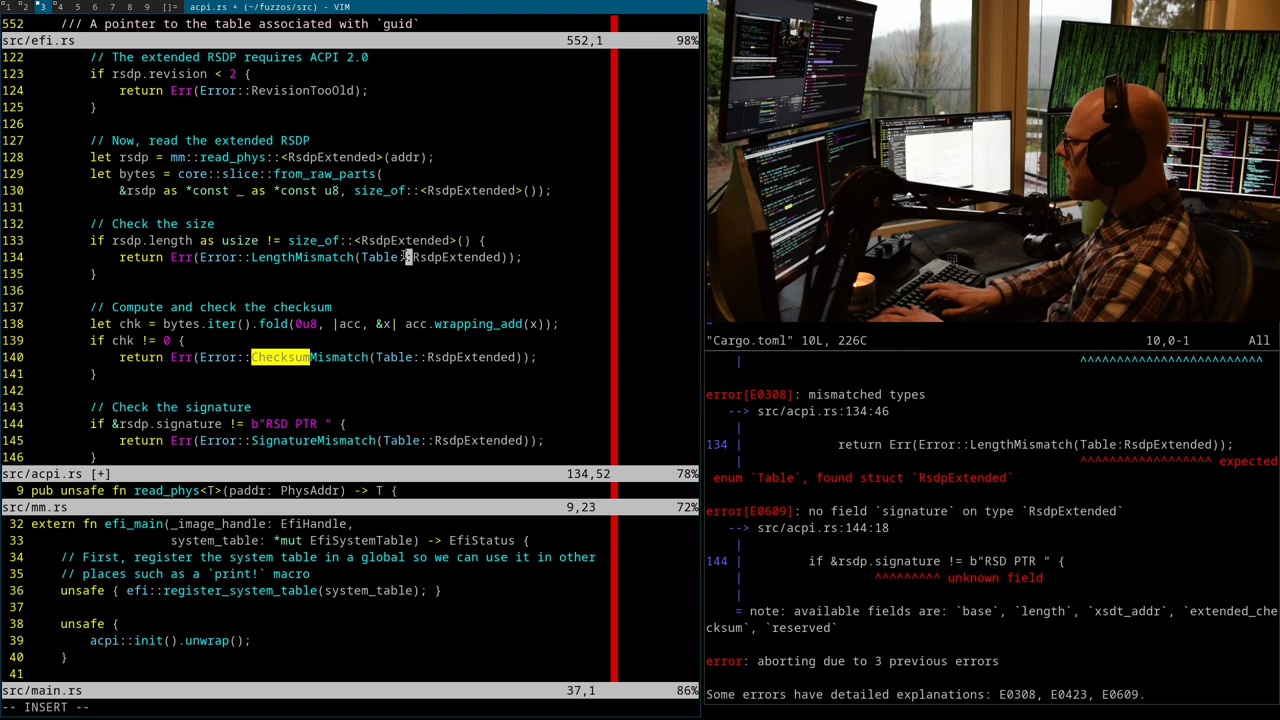 1 2 3 4 5 6 7 8 9 []= acpi.rs + (~/fuzzos/src) - VIM
552     /// A pointer to the table associated with `guid`
src/efi.rs 552,1 98%
122         // The extended RSDP requires ACPI 2.0
123         if rsdp.revision < 2 {
124             return Err(Error::RevisionTooOld);
125         }
126
127         // Now, read the extended RSDP
128         let rsdp = mm::read_phys::<RsdpExtended>(addr);
129         let bytes = core::slice::from_raw_parts(
130             &rsdp as *const _ as *const u8, size_of::<RsdpExtended>());
131
132         // Check the size
133         if rsdp.length as usize != size_of::<RsdpExtended>() {
134             return Err(Error::LengthMismatch(Table::RsdpExtended));
135         }
136
137         // Compute and check the checksum
138         let chk = bytes.iter().fold(0u8, |acc, &x| acc.wrapping_add(x));
139         if chk != 0 {
140             return Err(Error::ChecksumMismatch(Table::RsdpExtended));
141         }
142
143         // Check the signature
144         if &rsdp.signature != b"RSD PTR " {
145             return Err(Error::SignatureMismatch(Table::RsdpExtended));
146         }
src/acpi.rs [+] 134,52 78%
9 pub unsafe fn read_phys<T>(paddr: PhysAddr) -> T {
src/mm.rs 9,23 72%
32 extern fn efi_main(_image_handle: EfiHandle,
33                    system_table: *mut EfiSystemTable) -> EfiStatus {
34     // First, register the system table in a global so we can use it in other
35     // places such as a `print!` macro
36     unsafe { efi::register_system_table(system_table); }
37
38     unsafe {
39         acpi::init().unwrap();
40     }
41
src/main.rs 37,1 86%
-- INSERT --
~
"Cargo.toml" 10L, 226C 10,0-1 All
| ^^^^^^^^^^^^^^^^^^^^^^^^^
error[E0308]: mismatched types
--> src/acpi.rs:134:46
|
134 |             return Err(Error::LengthMismatch(Table:RsdpExtended));
| ^^^^^^^^^^^^^^^^^^ expected
enum `Table`, found struct `RsdpExtended`
error[E0609]: no field `signature` on type `RsdpExtended`
--> src/acpi.rs:144:18
|
144 |         if &rsdp.signature != b"RSD PTR " {
| ^^^^^^^^^ unknown field
|
= note: available fields are: `base`, `length`, `xsdt_addr`, `extended_che
cksum`, `reserved`
error: aborting due to 3 previous errors
Some errors have detailed explanations: E0308, E0423, E0609.